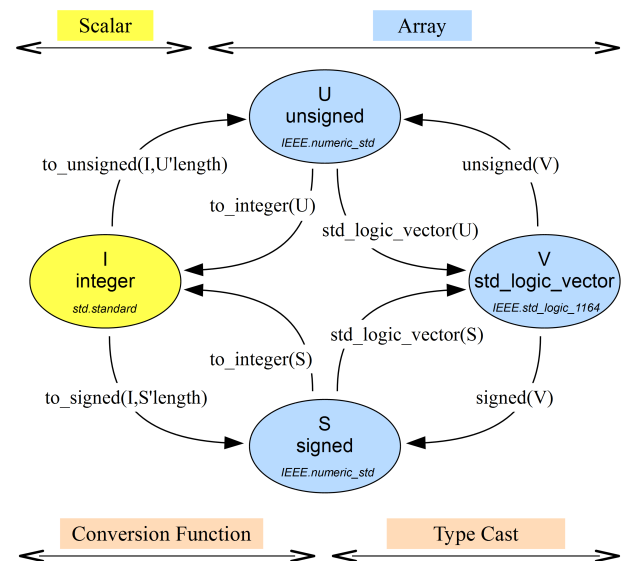 Scalar
Array
U
unsigned
IEEE.numeric_std
to_unsigned(I,U'length)
unsigned(V)
to_integer(U)
std_logic_vector(U)
I
integer
std.standard
V
std_logic_vector
IEEE.std_logic_1164
std_logic_vector(S)
to_integer(S)
to_signed(I,S'length)
signed(V)
S
signed
IEEE.numeric_std
Conversion Function
Type Cast